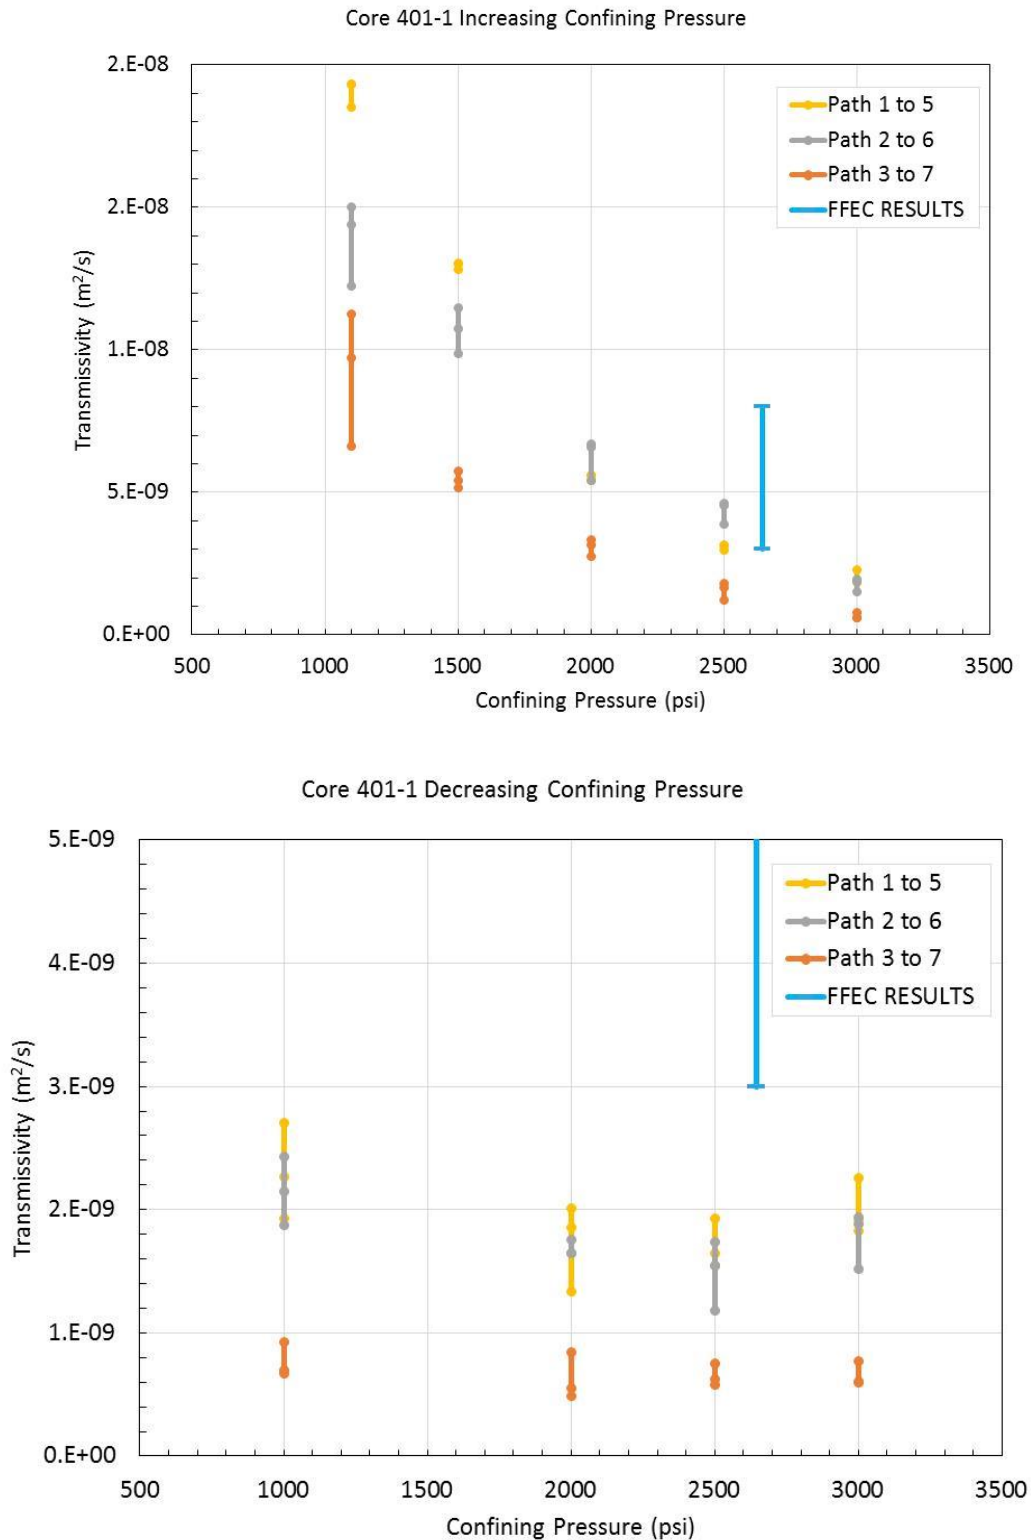 Core 401-1 Increasing Confining Pressure
2.E-08
2.E-08
1.E-08
5.E-09
0.E+00
Transmissivity (m²/s)
Path 1 to 5
Path 2 to 6
Path 3 to 7
FFEC RESULTS
500 1000 1500 2000 2500 3000 3500
Confining Pressure (psi)
Core 401-1 Decreasing Confining Pressure
5.E-09
4.E-09
3.E-09
2.E-09
1.E-09
0.E+00
Transmissivity (m²/s)
Path 1 to 5
Path 2 to 6
Path 3 to 7
FFEC RESULTS
500 1000 1500 2000 2500 3000 3500
Confining Pressure (psi)